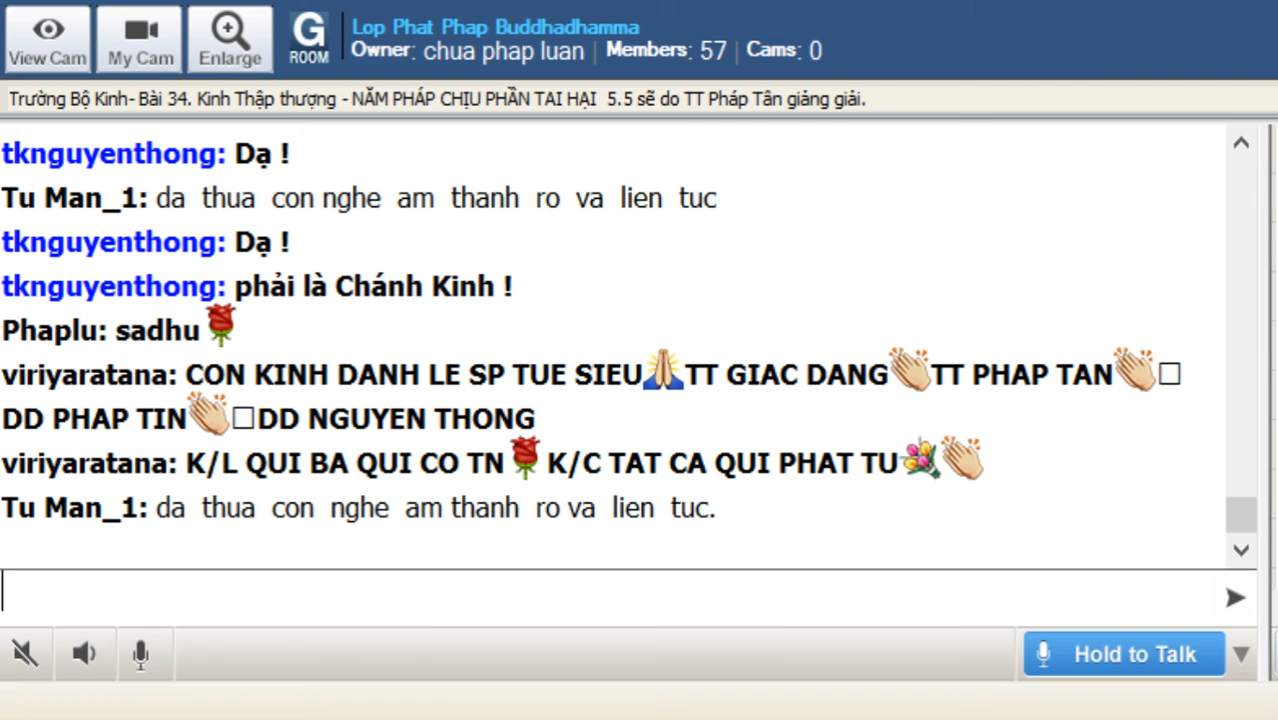 View Cam
My Cam
Enlarge
G
ROOM
Lop Phat Phap Buddhadhamma
Owner: chua phap luan | Members: 57 | Cams: 0
Trường Bộ Kinh- Bài 34. Kinh Thập thượng - NĂM PHÁP CHỊU PHẦN TAI HẠI 5.5 sẽ do TT Pháp Tân giảng giải.
tknguyenthong: Dạ !
Tu Man_1: da thua con nghe am thanh ro va lien tuc
tknguyenthong: Dạ !
tknguyenthong: phải là Chánh Kinh !
Phaplu: sadhu
viriyaratana: CON KINH DANH LE SP TUE SIEU TT GIAC DANG TT PHAP TAN
DD PHAP TIN DD NGUYEN THONG
viriyaratana: K/L QUI BA QUI CO TN K/C TAT CA QUI PHAT TU
Tu Man_1: da thua con nghe am thanh ro va lien tuc.
Hold to Talk